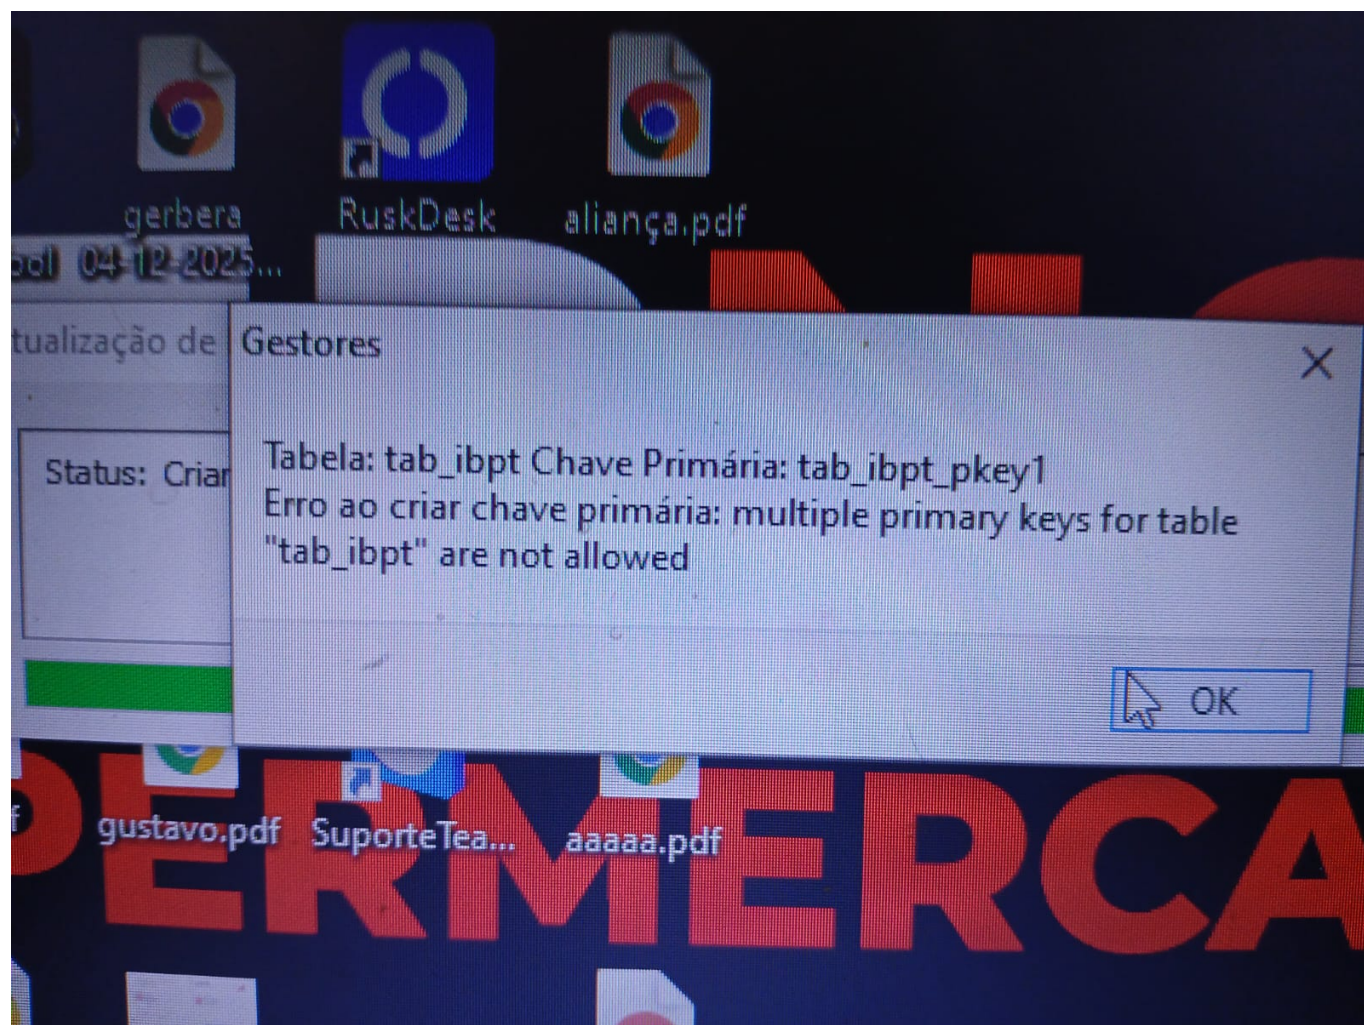 gerbera
RuskDesk
aliança.pdf
04-12-2025...
tualização de
Gestores
Status: Criar
Tabela: tab_ibpt Chave Primária: tab_ibpt_pkey1
Erro ao criar chave primária: multiple primary keys for table
"tab_ibpt" are not allowed
OK
gustavo.pdf
SuporteTea...
aaaaa.pdf
PERMERCA